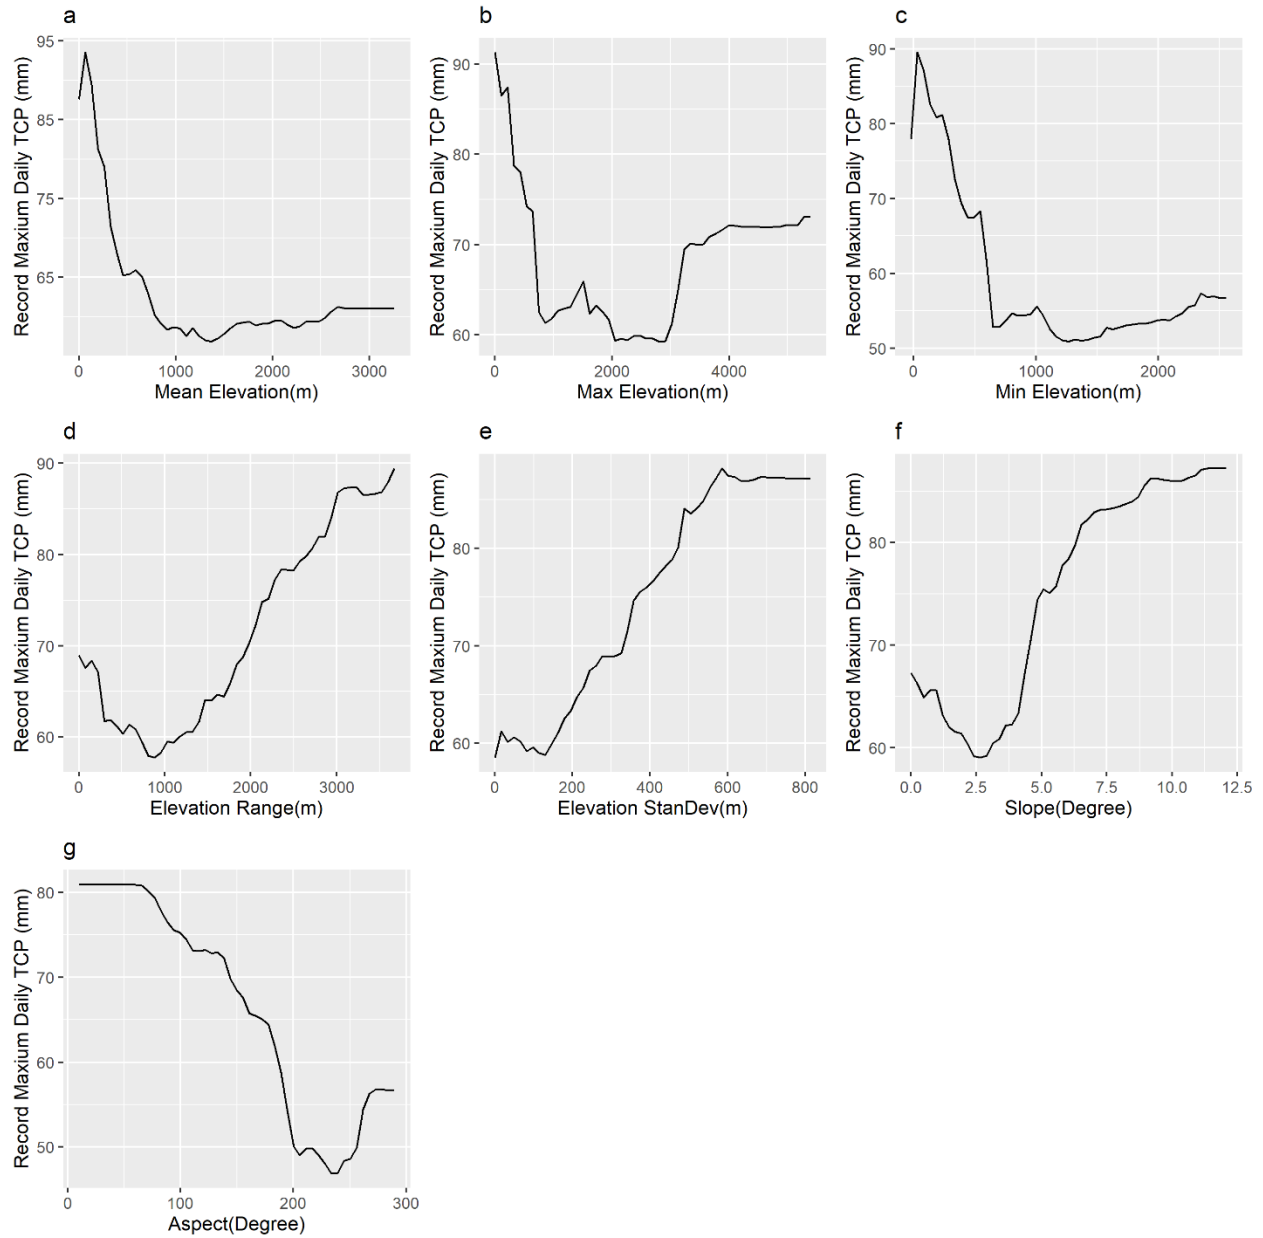 a
Record Maxium Daily TCP (mm)
95
85
75
65
0 1000 2000 3000
Mean Elevation(m)
b
Record Maxium Daily TCP (mm)
90
80
70
60
0 2000 4000
Max Elevation(m)
c
Record Maxium Daily TCP (mm)
90
80
70
60
50
0 1000 2000
Min Elevation(m)
d
Record Maxium Daily TCP (mm)
90
80
70
60
0 1000 2000 3000
Elevation Range(m)
e
Record Maxium Daily TCP (mm)
80
70
60
0 200 400 600 800
Elevation StanDev(m)
f
Record Maxium Daily TCP (mm)
80
70
60
0.0 2.5 5.0 7.5 10.0 12.5
Slope(Degree)
g
Record Maxium Daily TCP (mm)
80
70
60
50
0 100 200 300
Aspect(Degree)